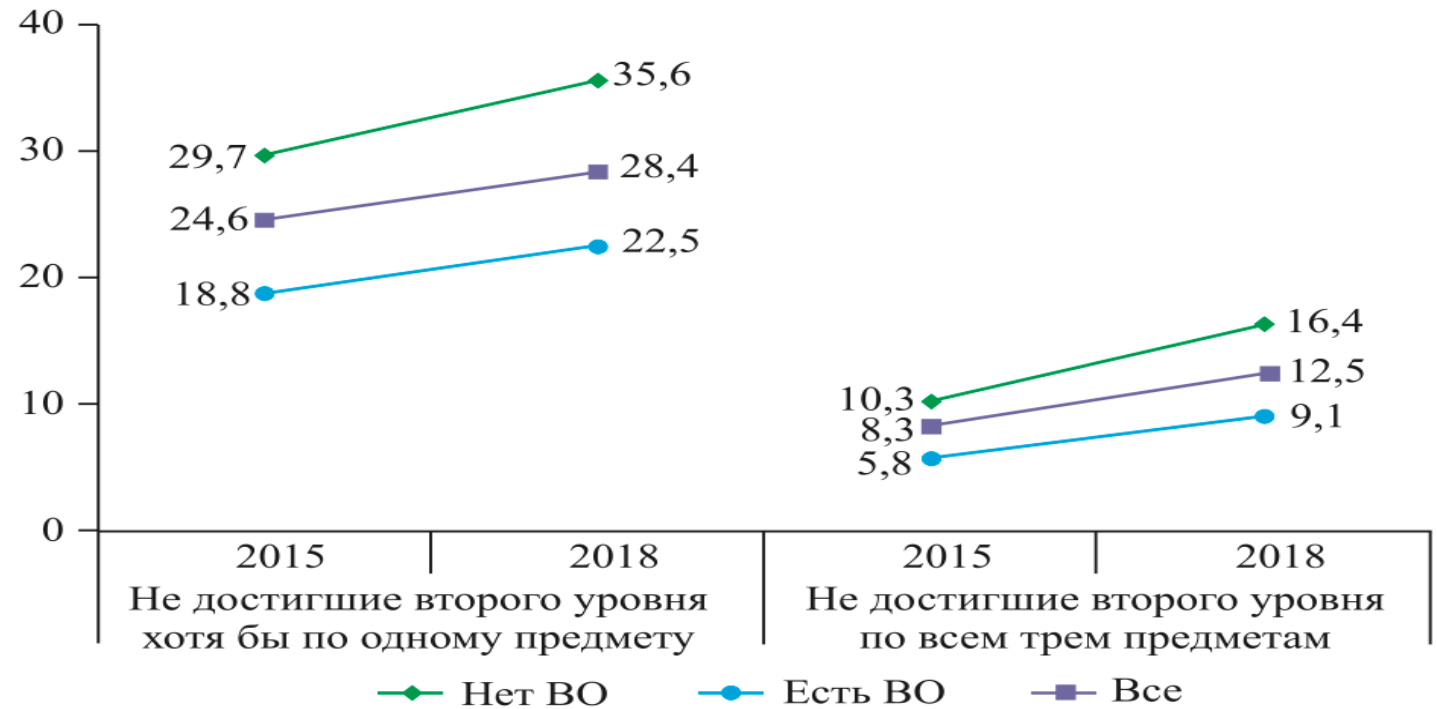 40
35,6
30
29,7
28,4
24,6
22,5
20
18,8
16,4
12,5
10,3
10
9,1
8,3
5,8
0
2015 2018 2015 2018
Не достигшие второго уровня
хотя бы по одному предмету
Не достигшие второго уровня
по всем трем предметам
Нет ВО Есть ВО Все